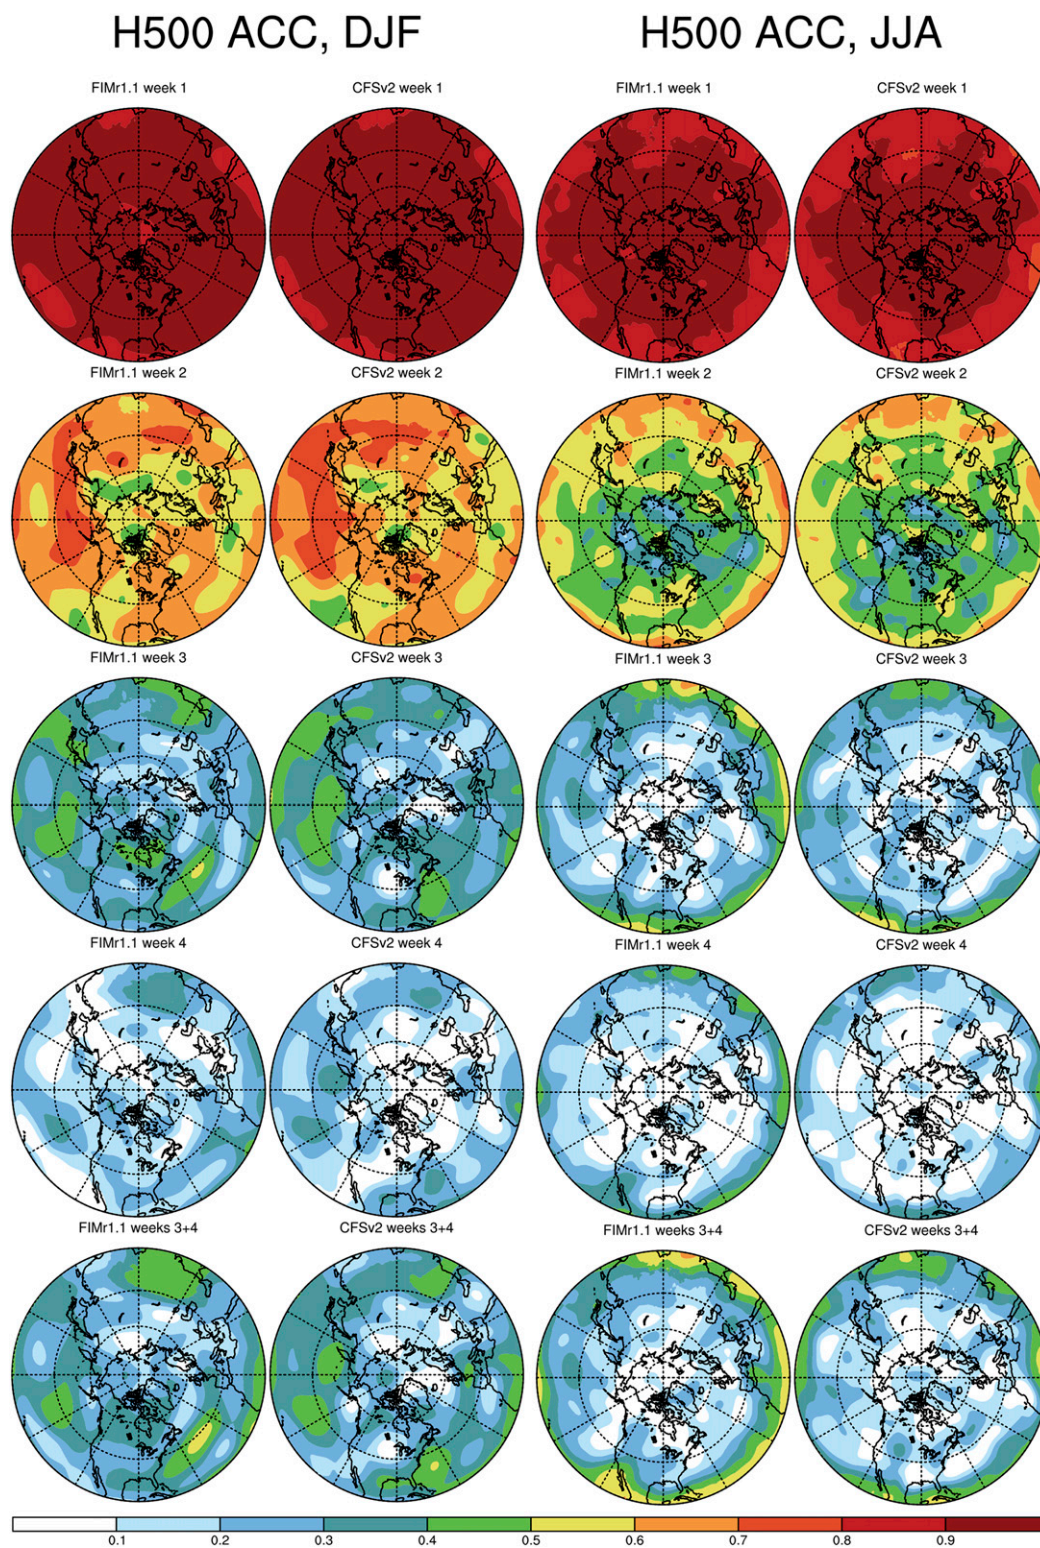 H500 ACC, DJF H500 ACC, JJA
FIMr1.1 week 1 CFSv2 week 1 FIMr1.1 week 1 CFSv2 week 1
FIMr1.1 week 2 CFSv2 week 2 FIMr1.1 week 2 CFSv2 week 2
FIMr1.1 week 3 CFSv2 week 3 FIMr1.1 week 3 CFSv2 week 3
FIMr1.1 week 4 CFSv2 week 4 FIMr1.1 week 4 CFSv2 week 4
FIMr1.1 weeks 3+4 CFSv2 weeks 3+4 FIMr1.1 weeks 3+4 CFSv2 weeks 3+4
0.1 0.2 0.3 0.4 0.5 0.6 0.7 0.8 0.9